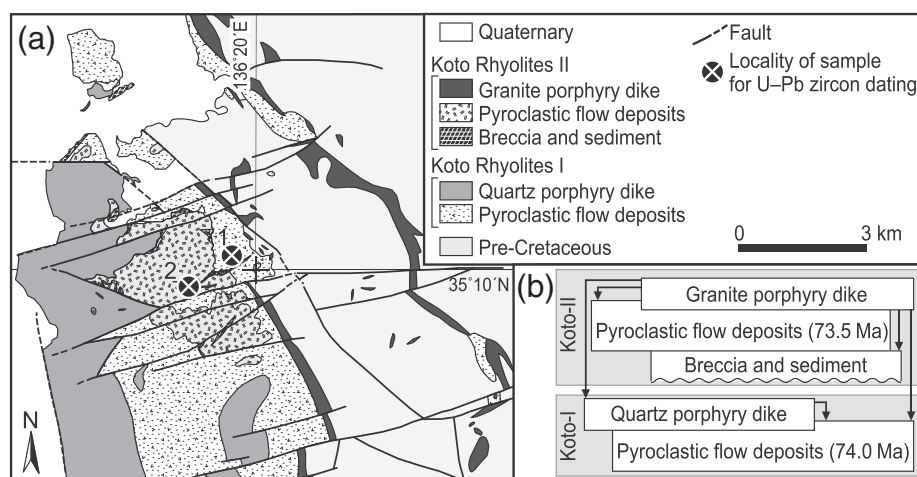 (a)
136°20´E
1
2
35°10´N
N
Quaternary
Koto Rhyolites II
Granite porphyry dike
Pyroclastic flow deposits
Breccia and sediment
Koto Rhyolites I
Quartz porphyry dike
Pyroclastic flow deposits
Pre-Cretaceous
Fault
Locality of sample
for U–Pb zircon dating
0 3 km
(b)
Koto-II
Granite porphyry dike
Pyroclastic flow deposits (73.5 Ma)
Breccia and sediment
Koto-I
Quartz porphyry dike
Pyroclastic flow deposits (74.0 Ma)